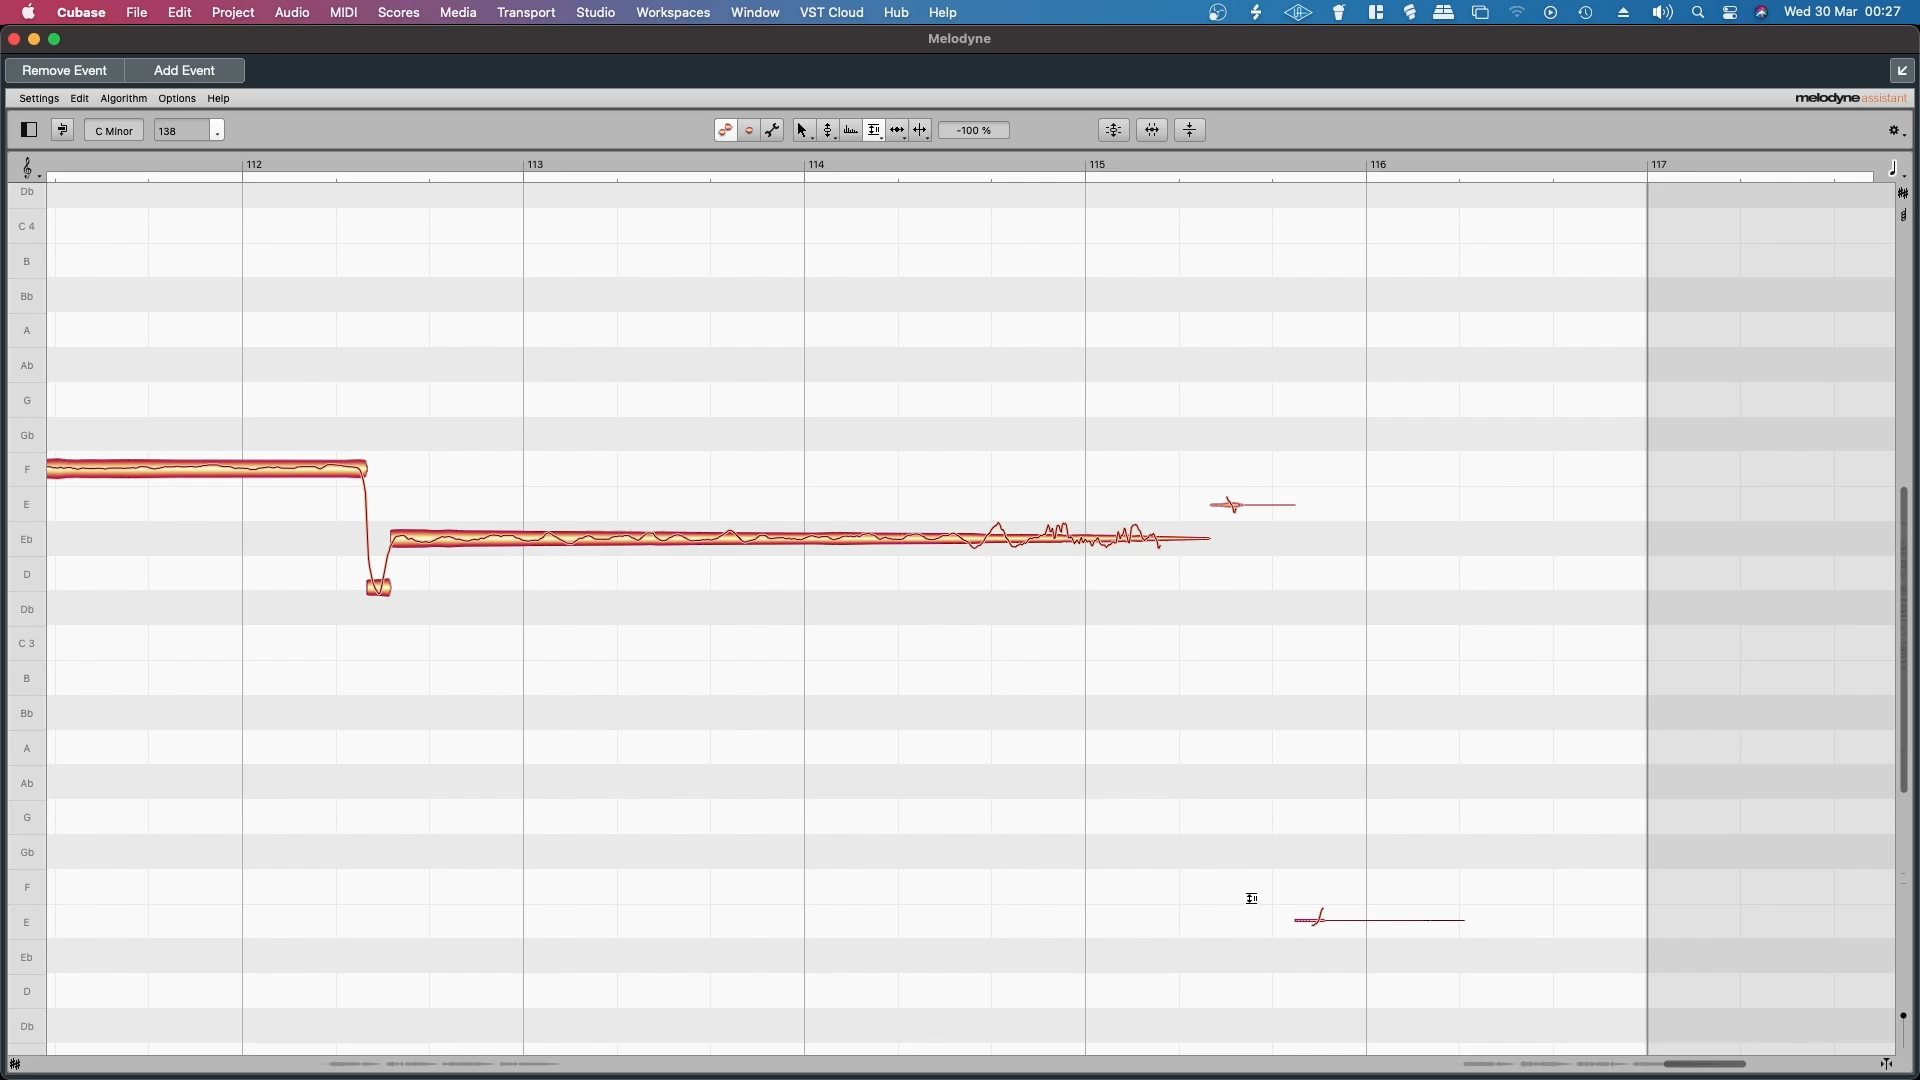 Cubase File Edit Project Audio MIDI Scores Media Transport Studio Workspaces Window VST Cloud Hub Help Wed 30 Mar 00:27
Melodyne
Remove Event Add Event
Settings Edit Algorithm Options Help melodyne assistant
C Minor 138 -100 %
112 113 114 115 116 117
Db
C 4
B
Bb
A
Ab
G
Gb
F
E
Eb
D
Db
C 3
B
Bb
A
Ab
G
Gb
F
E
Eb
D
Db